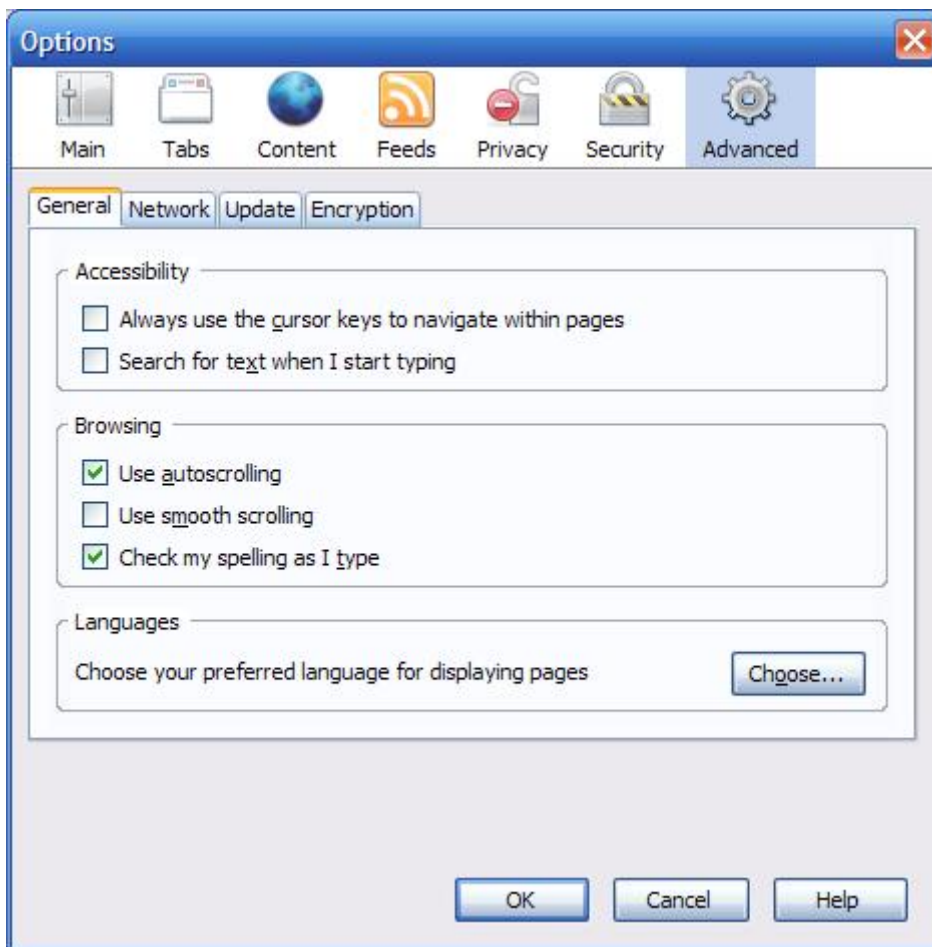 Options
Main Tabs Content Feeds Privacy Security Advanced
General Network Update Encryption
Accessibility
Always use the cursor keys to navigate within pages
Search for text when I start typing
Browsing
Use autoscrolling
Use smooth scrolling
Check my spelling as I type
Languages
Choose your preferred language for displaying pages Choose...
OK Cancel Help